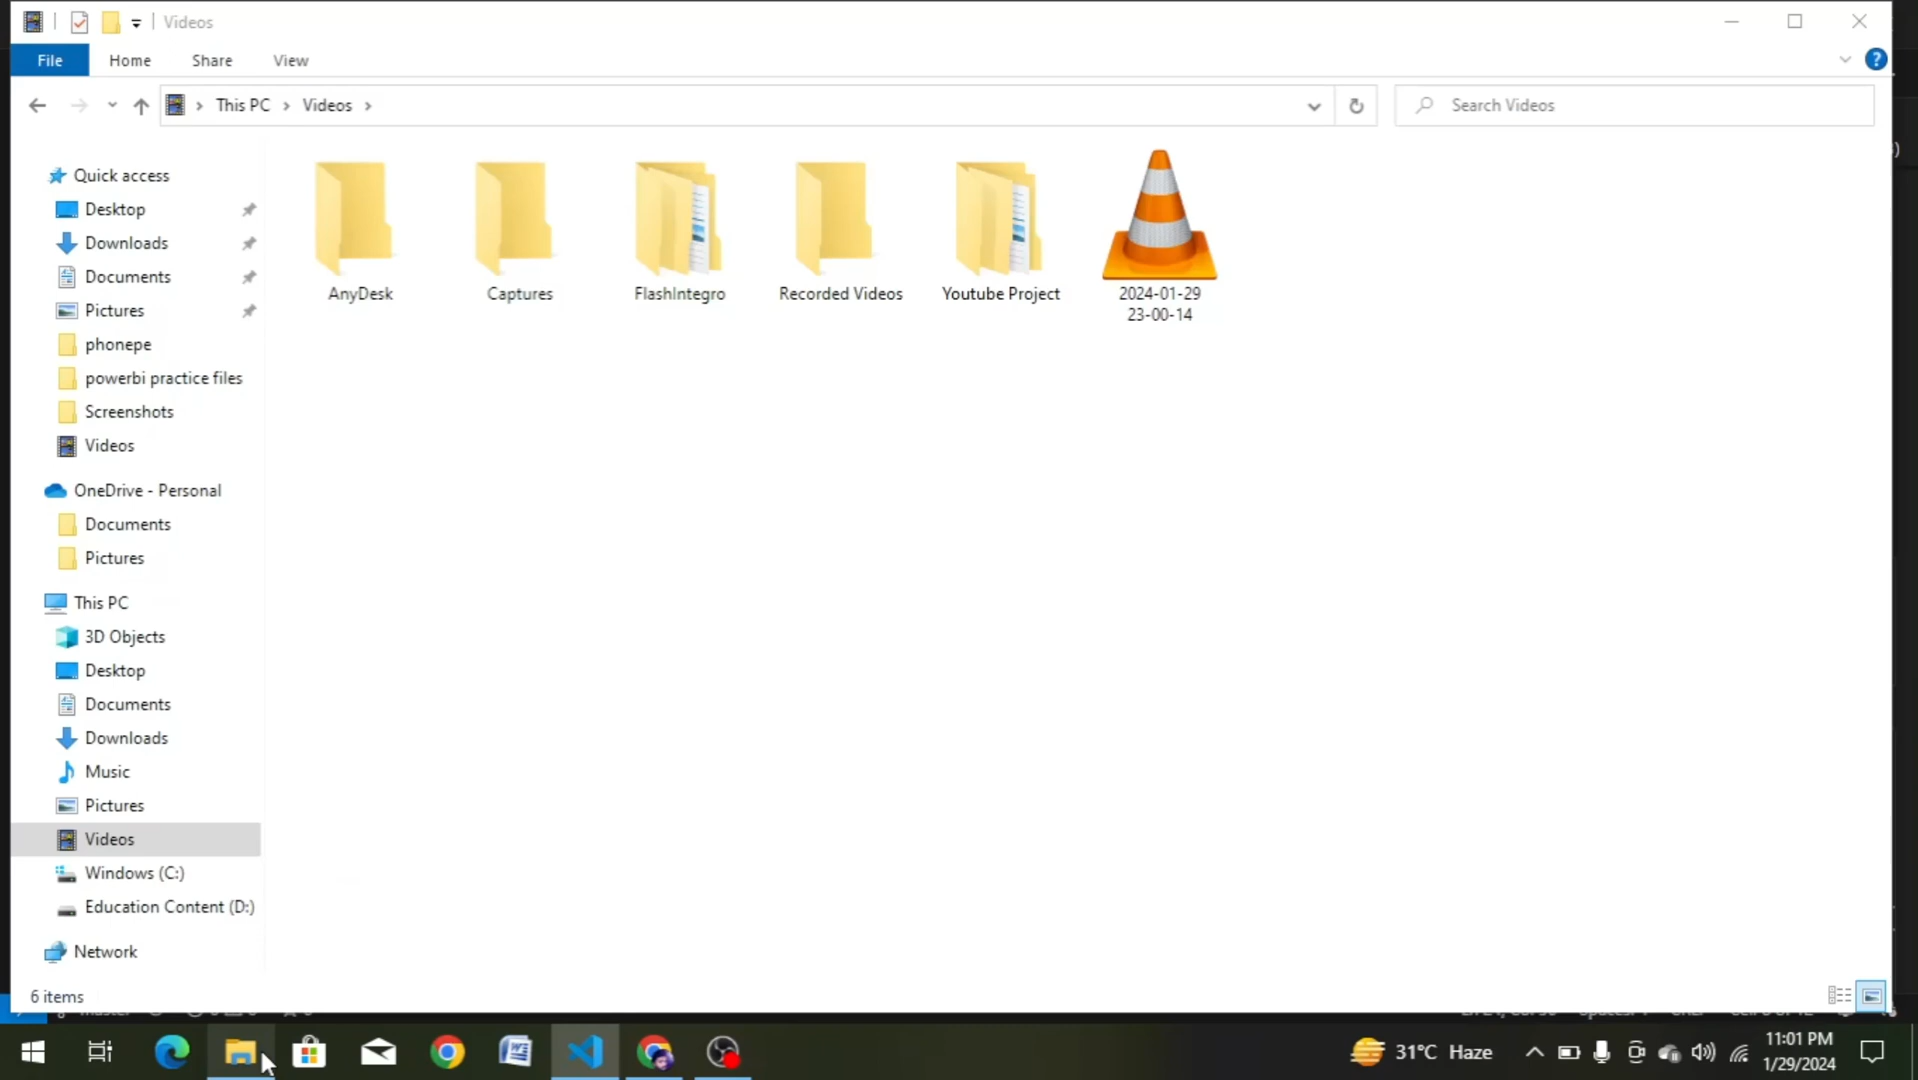 Videos
File Home Share View
This PC Videos
Search Videos
Quick access
Desktop
Downloads
Documents
Pictures
phonepe
powerbi practice files
Screenshots
Videos
OneDrive - Personal
Documents
Pictures
This PC
3D Objects
Desktop
Documents
Downloads
Music
Pictures
Videos
Windows (C:)
Education Content (D:)
Network
AnyDesk
Captures
FlashIntegro
Recorded Videos
Youtube Project
2024-01-29
23-00-14
6 items
31°C Haze
11:01 PM
1/29/2024